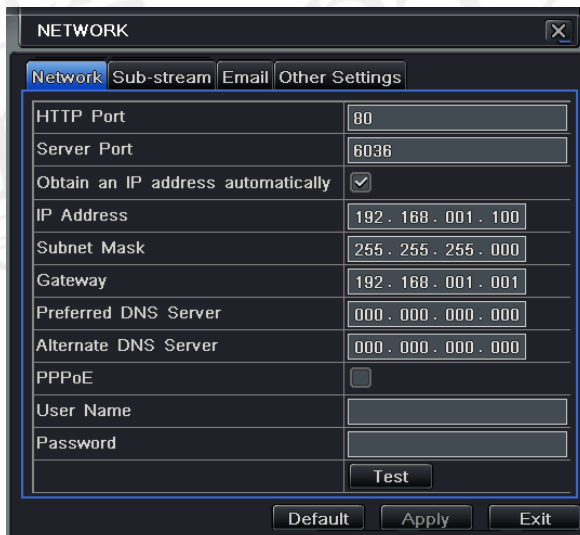 NETWORK
Network Sub-stream Email Other Settings
HTTP Port 80
Server Port 6036
Obtain an IP address automatically
IP Address 192 . 168 . 001 . 100
Subnet Mask 255 . 255 . 255 . 000
Gateway 192 . 168 . 001 . 001
Preferred DNS Server 000 . 000 . 000 . 000
Alternate DNS Server 000 . 000 . 000 . 000
PPPoE
User Name
Password
Test
Default Apply Exit